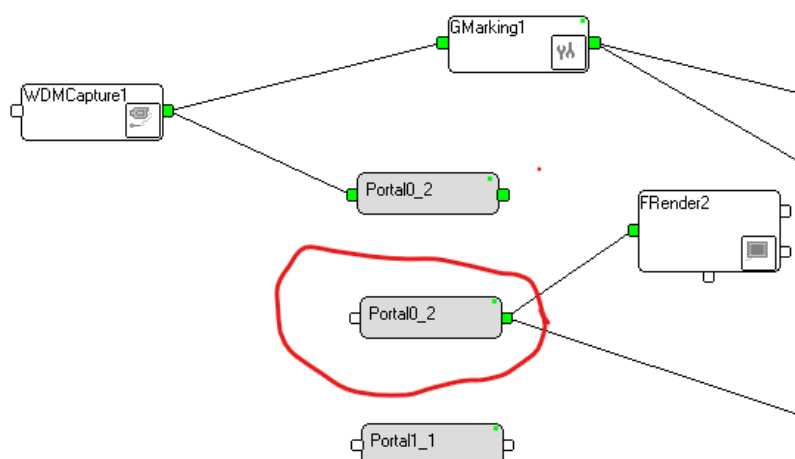 GMarking1
WDMCapture1
Portal0_2
FRender2
Portal0_2
Portal1_1